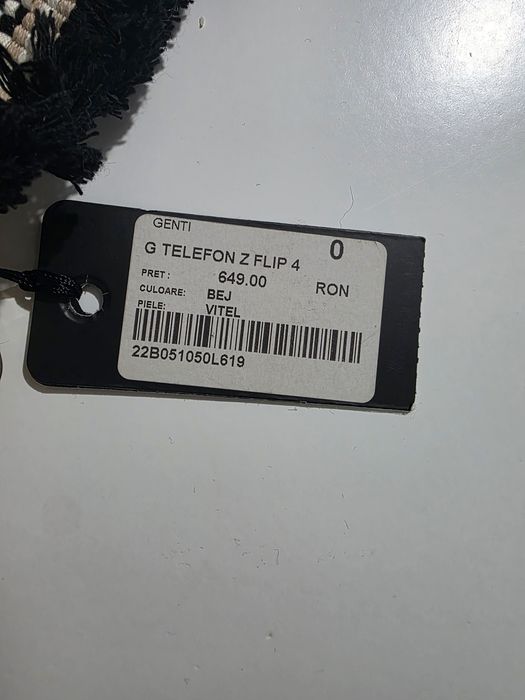 GENTI 0
G TELEFON Z FLIP 4
PRET : 649.00 RON
CULOARE: BEJ
PIELE: VITEL
22B051050L619